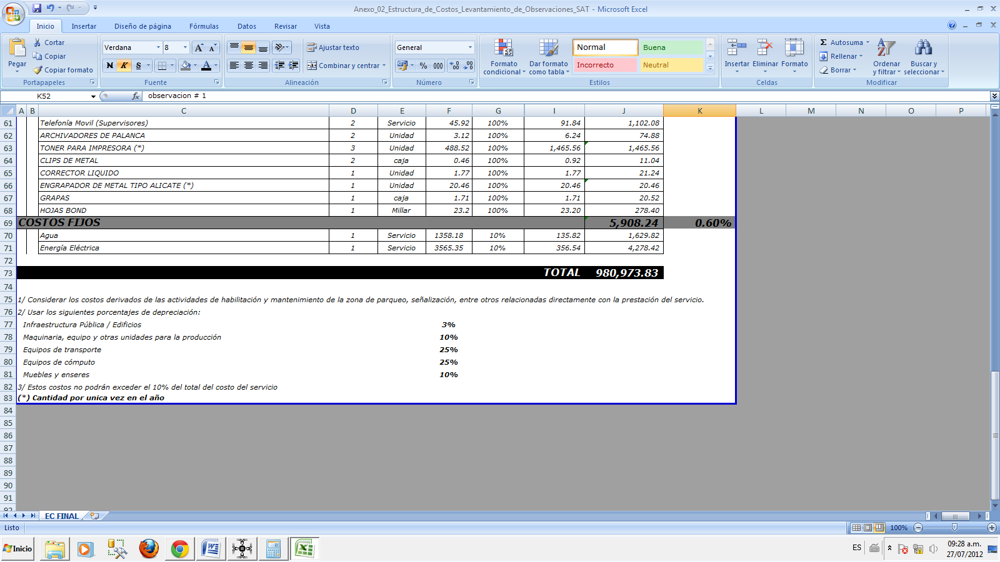 Anexo_02_Estructura_de_Costos_Levantamiento_de_Observaciones_SAT - Microsoft Excel
Inicio Insertar Diseño de página Fórmulas Datos Revisar Vista
Pegar Cortar Copiar Copiar formato Portapapeles
Verdana 8 N K S Fuente
Ajustar texto Combinar y centrar Alineación
General % 000 Número
Formato condicional Dar formato como tabla Normal Buena Incorrecto Neutral Estilos
Insertar Eliminar Formato Celdas
Σ Autosuma Rellenar Borrar Ordenar y filtrar Buscar y seleccionar Modificar
K52 fx observacion # 1
A B C D E F G I J K L M N O P
61 Telefonía Movil (Supervisores) 2 Servicio 45.92 100% 91.84 1,102.08
62 ARCHIVADORES DE PALANCA 2 Unidad 3.12 100% 6.24 74.88
63 TONER PARA IMPRESORA (*) 3 Unidad 488.52 100% 1,465.56 1,465.56
64 CLIPS DE METAL 2 caja 0.46 100% 0.92 11.04
65 CORRECTOR LIQUIDO 1 Unidad 1.77 100% 1.77 21.24
66 ENGRAPADOR DE METAL TIPO ALICATE (*) 1 Unidad 20.46 100% 20.46 20.46
67 GRAPAS 1 caja 1.71 100% 1.71 20.52
68 HOJAS BOND 1 Millar 23.2 100% 23.20 278.40
69 COSTOS FIJOS 5,908.24 0.60%
70 Agua 1 Servicio 1358.18 10% 135.82 1,629.82
71 Energía Eléctrica 1 Servicio 3565.35 10% 356.54 4,278.42
72
73 TOTAL 980,973.83
74
75 1/ Considerar los costos derivados de las actividades de habilitación y mantenimiento de la zona de parqueo, señalización, entre otros relacionadas directamente con la prestación del servicio.
76 2/ Usar los siguientes porcentajes de depreciación:
77 Infraestructura Pública / Edificios 3%
78 Maquinaria, equipo y otras unidades para la producción 10%
79 Equipos de transporte 25%
80 Equipos de cómputo 25%
81 Muebles y enseres 10%
82 3/ Estos costos no podrán exceder el 10% del total del costo del servicio
83 (*) Cantidad por unica vez en el año
84
85
86
87
88
89
90
91
92
EC FINAL
Listo 100%
Inicio ES 09:28 a.m.
27/07/2012